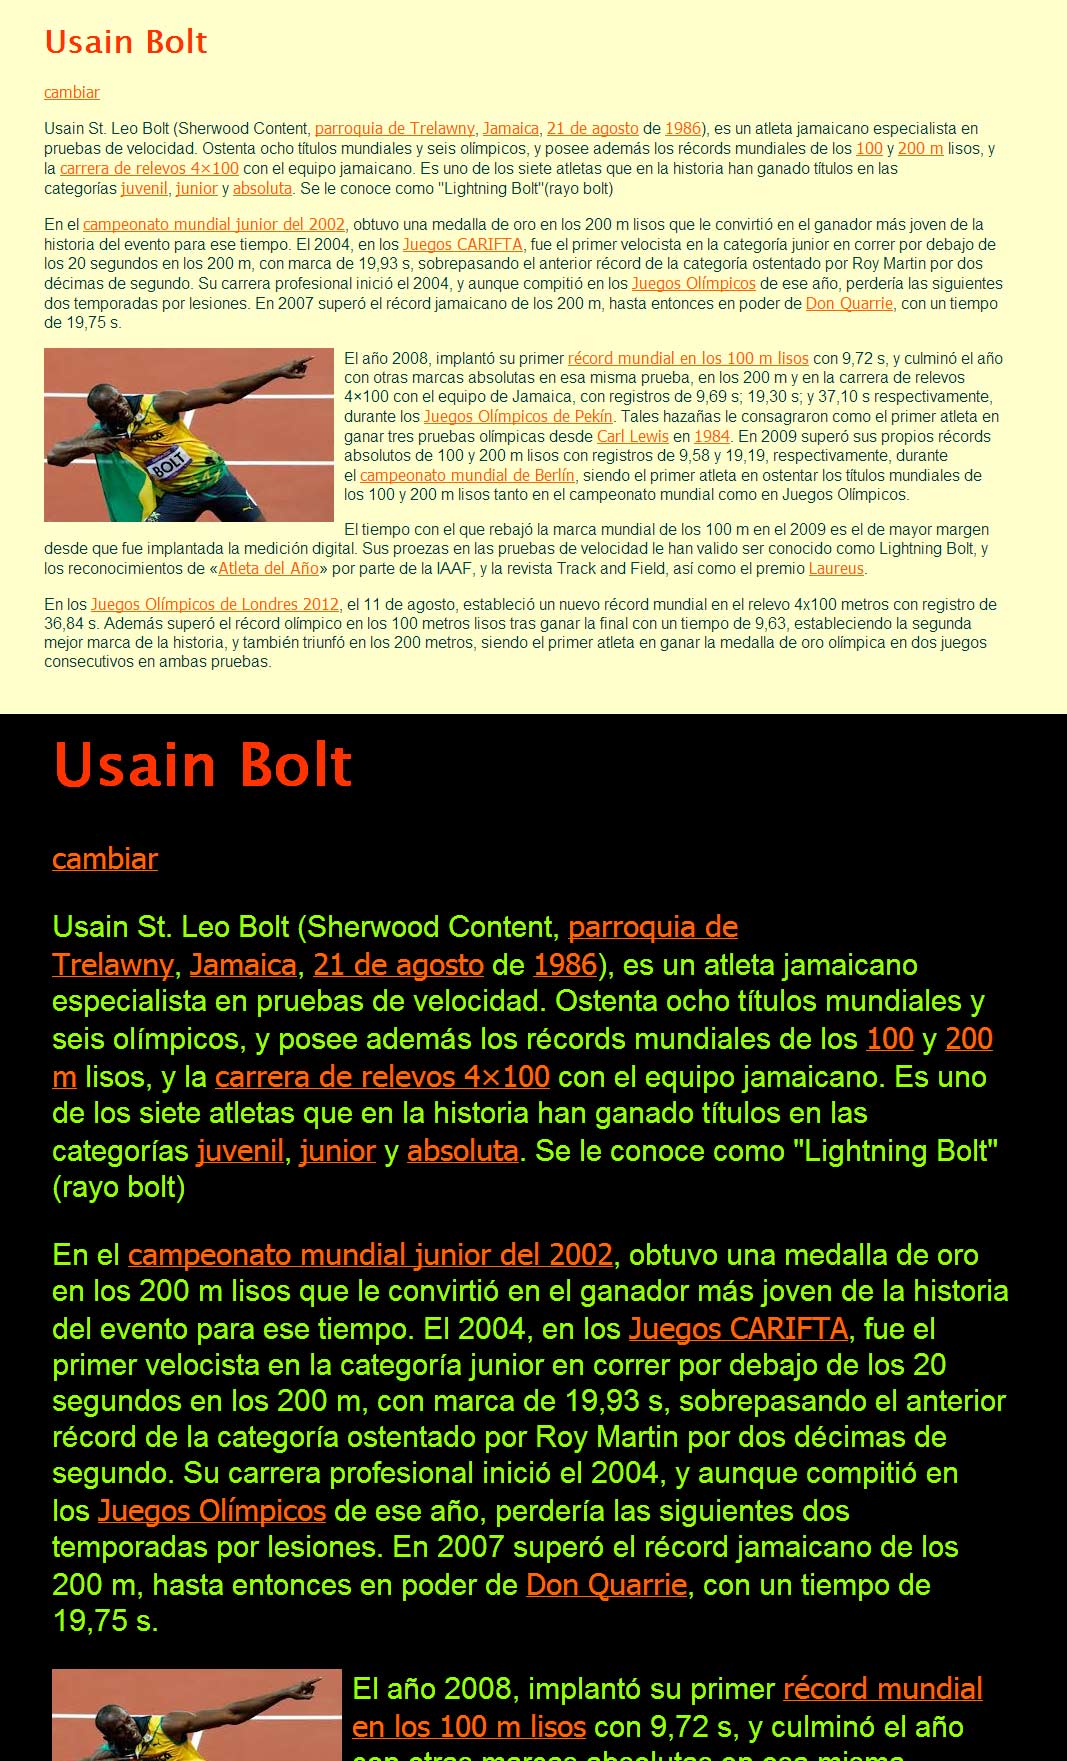 Usain Bolt
cambiar
Usain St. Leo Bolt (Sherwood Content, parroquia de Trelawny, Jamaica, 21 de agosto de 1986), es un atleta jamaicano especialista en
pruebas de velocidad. Ostenta ocho títulos mundiales y seis olímpicos, y posee además los récords mundiales de los 100 y 200 m lisos, y
la carrera de relevos 4×100 con el equipo jamaicano. Es uno de los siete atletas que en la historia han ganado títulos en las
categorías juvenil, junior y absoluta. Se le conoce como "Lightning Bolt"(rayo bolt)
En el campeonato mundial junior del 2002, obtuvo una medalla de oro en los 200 m lisos que le convirtió en el ganador más joven de la
historia del evento para ese tiempo. El 2004, en los Juegos CARIFTA, fue el primer velocista en la categoría junior en correr por debajo de
los 20 segundos en los 200 m, con marca de 19,93 s, sobrepasando el anterior récord de la categoría ostentado por Roy Martin por dos
décimas de segundo. Su carrera profesional inició el 2004, y aunque compitió en los Juegos Olímpicos de ese año, perdería las siguientes
dos temporadas por lesiones. En 2007 superó el récord jamaicano de los 200 m, hasta entonces en poder de Don Quarrie, con un tiempo
de 19,75 s.
El año 2008, implantó su primer récord mundial en los 100 m lisos con 9,72 s, y culminó el año
con otras marcas absolutas en esa misma prueba, en los 200 m y en la carrera de relevos
4×100 con el equipo de Jamaica, con registros de 9,69 s; 19,30 s; y 37,10 s respectivamente,
durante los Juegos Olímpicos de Pekín. Tales hazañas le consagraron como el primer atleta en
ganar tres pruebas olímpicas desde Carl Lewis en 1984. En 2009 superó sus propios récords
absolutos de 100 y 200 m lisos con registros de 9,58 y 19,19, respectivamente, durante
el campeonato mundial de Berlín, siendo el primer atleta en ostentar los títulos mundiales de
los 100 y 200 m lisos tanto en el campeonato mundial como en Juegos Olímpicos.
BOLT
El tiempo con el que rebajó la marca mundial de los 100 m en el 2009 es el de mayor margen
desde que fue implantada la medición digital. Sus proezas en las pruebas de velocidad le han valido ser conocido como Lightning Bolt, y
los reconocimientos de «Atleta del Año» por parte de la IAAF, y la revista Track and Field, así como el premio Laureus.
En los Juegos Olímpicos de Londres 2012, el 11 de agosto, estableció un nuevo récord mundial en el relevo 4x100 metros con registro de
36,84 s. Además superó el récord olímpico en los 100 metros lisos tras ganar la final con un tiempo de 9,63, estableciendo la segunda
mejor marca de la historia, y también triunfó en los 200 metros, siendo el primer atleta en ganar la medalla de oro olímpica en dos juegos
consecutivos en ambas pruebas.
Usain Bolt
cambiar
Usain St. Leo Bolt (Sherwood Content, parroquia de
Trelawny, Jamaica, 21 de agosto de 1986), es un atleta jamaicano
especialista en pruebas de velocidad. Ostenta ocho títulos mundiales y
seis olímpicos, y posee además los récords mundiales de los 100 y 200
m lisos, y la carrera de relevos 4×100 con el equipo jamaicano. Es uno
de los siete atletas que en la historia han ganado títulos en las
categorías juvenil, junior y absoluta. Se le conoce como "Lightning Bolt"
(rayo bolt)
En el campeonato mundial junior del 2002, obtuvo una medalla de oro
en los 200 m lisos que le convirtió en el ganador más joven de la historia
del evento para ese tiempo. El 2004, en los Juegos CARIFTA, fue el
primer velocista en la categoría junior en correr por debajo de los 20
segundos en los 200 m, con marca de 19,93 s, sobrepasando el anterior
récord de la categoría ostentado por Roy Martin por dos décimas de
segundo. Su carrera profesional inició el 2004, y aunque compitió en
los Juegos Olímpicos de ese año, perdería las siguientes dos
temporadas por lesiones. En 2007 superó el récord jamaicano de los
200 m, hasta entonces en poder de Don Quarrie, con un tiempo de
19,75 s.
El año 2008, implantó su primer récord mundial
en los 100 m lisos con 9,72 s, y culminó el año
con otras marcas absolutas en esa misma